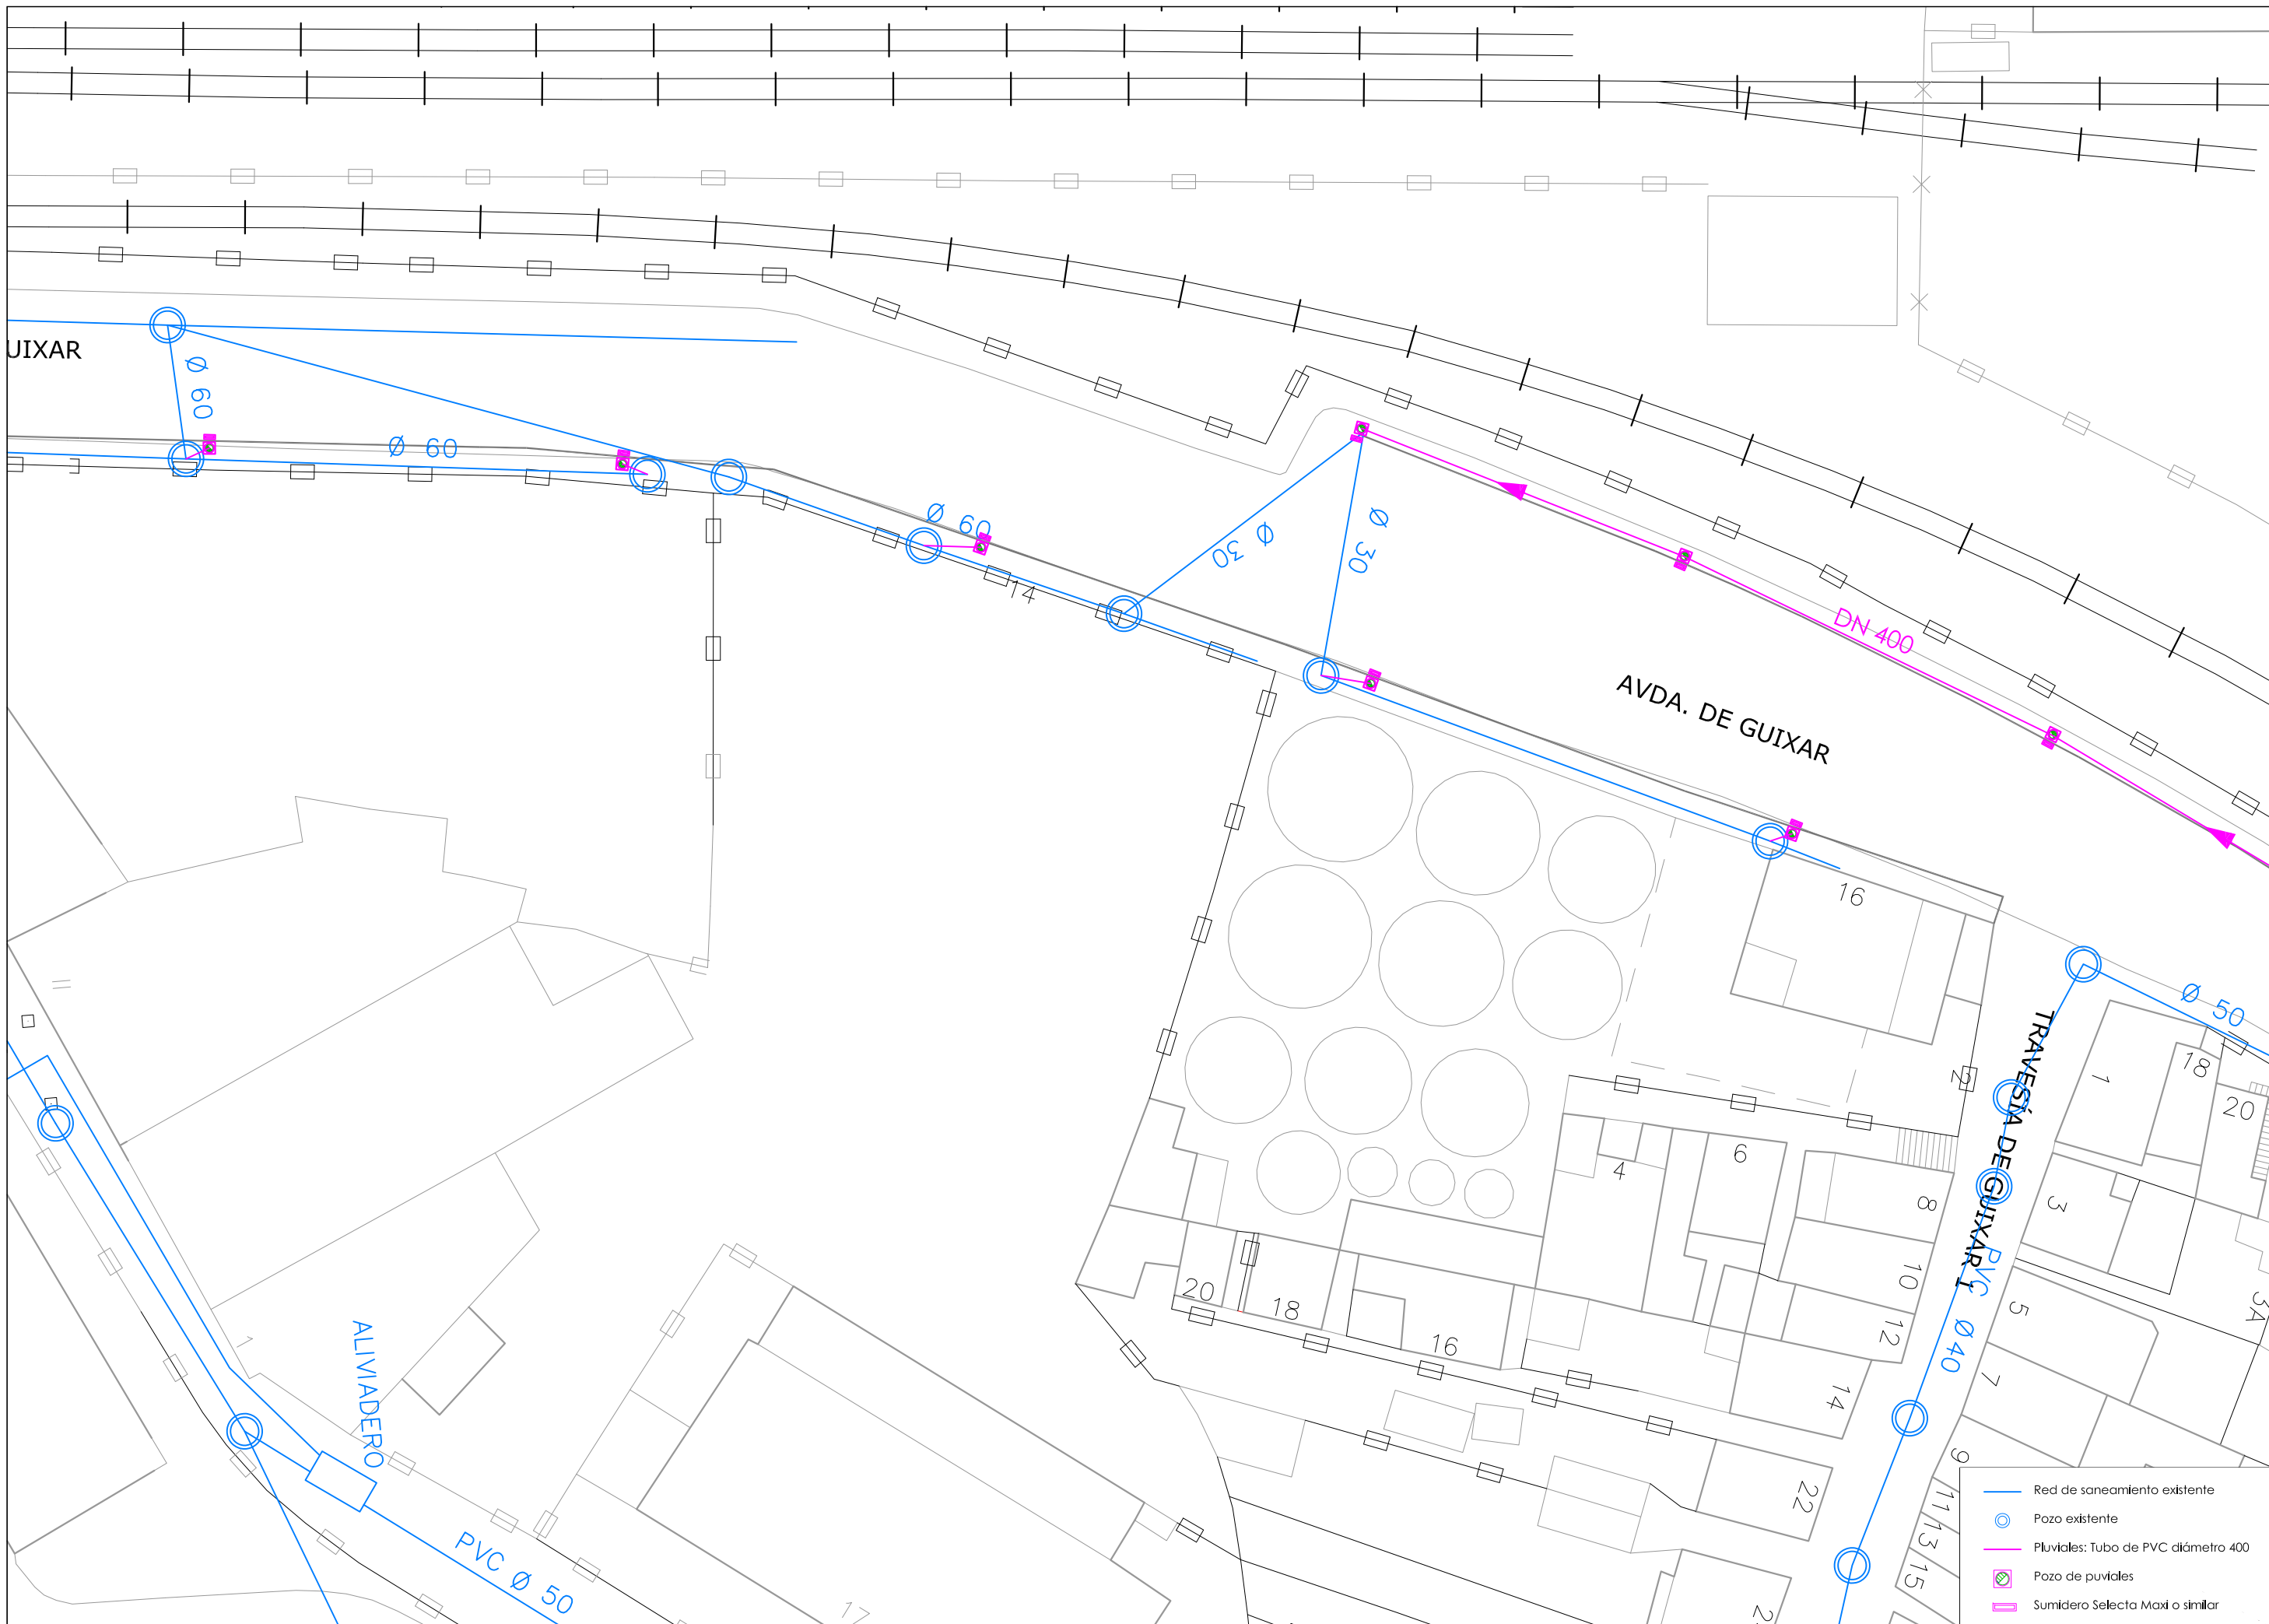 UIXAR
Ø 60
Ø 60
Ø 60
14
Ø 30
Ø 30
DN 400
AVDA. DE GUIXAR
16
Ø 50
TRAVESÍA DE GUIXAR I
2
1
18
20
3
3A
4
6
8
10
12
14
5
7
9
11
13
15
PVC Ø 40
20
18
16
22
ALIVIADERO
PVC Ø 50
17
Red de saneamiento existente
Pozo existente
Pluviales: Tubo de PVC diámetro 400
Pozo de puviales
Sumidero Selecta Maxi o similar